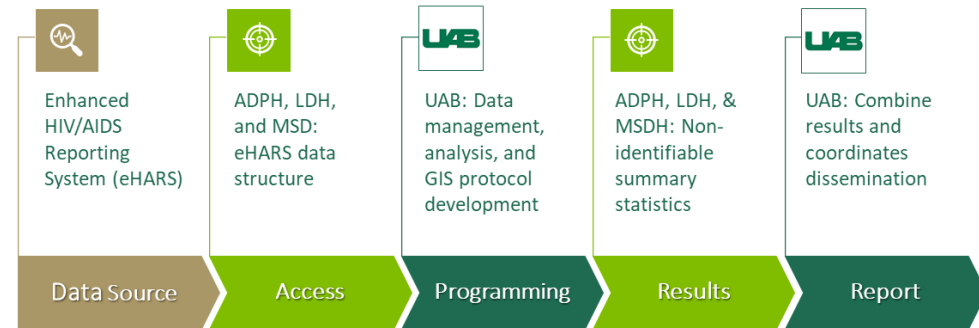 UAB
UAB
Enhanced
HIV/AIDS
Reporting
System (eHARS)
ADPH, LDH,
and MSD:
eHARS data
structure
UAB: Data
management,
analysis, and
GIS protocol
development
ADPH, LDH, &
MSDH: Non-
identifiable
summary
statistics
UAB: Combine
results and
coordinates
dissemination
Data Source
Access
Programming
Results
Report